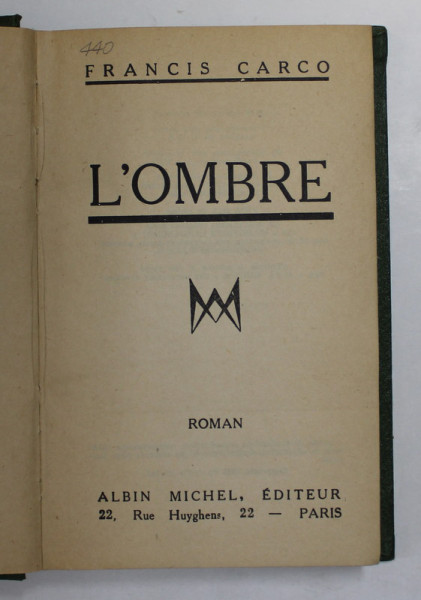 440
FRANCIS CARCO
L'OMBRE
ROMAN
ALBIN MICHEL, ÉDITEUR
22, Rue Huyghens, 22 — PARIS